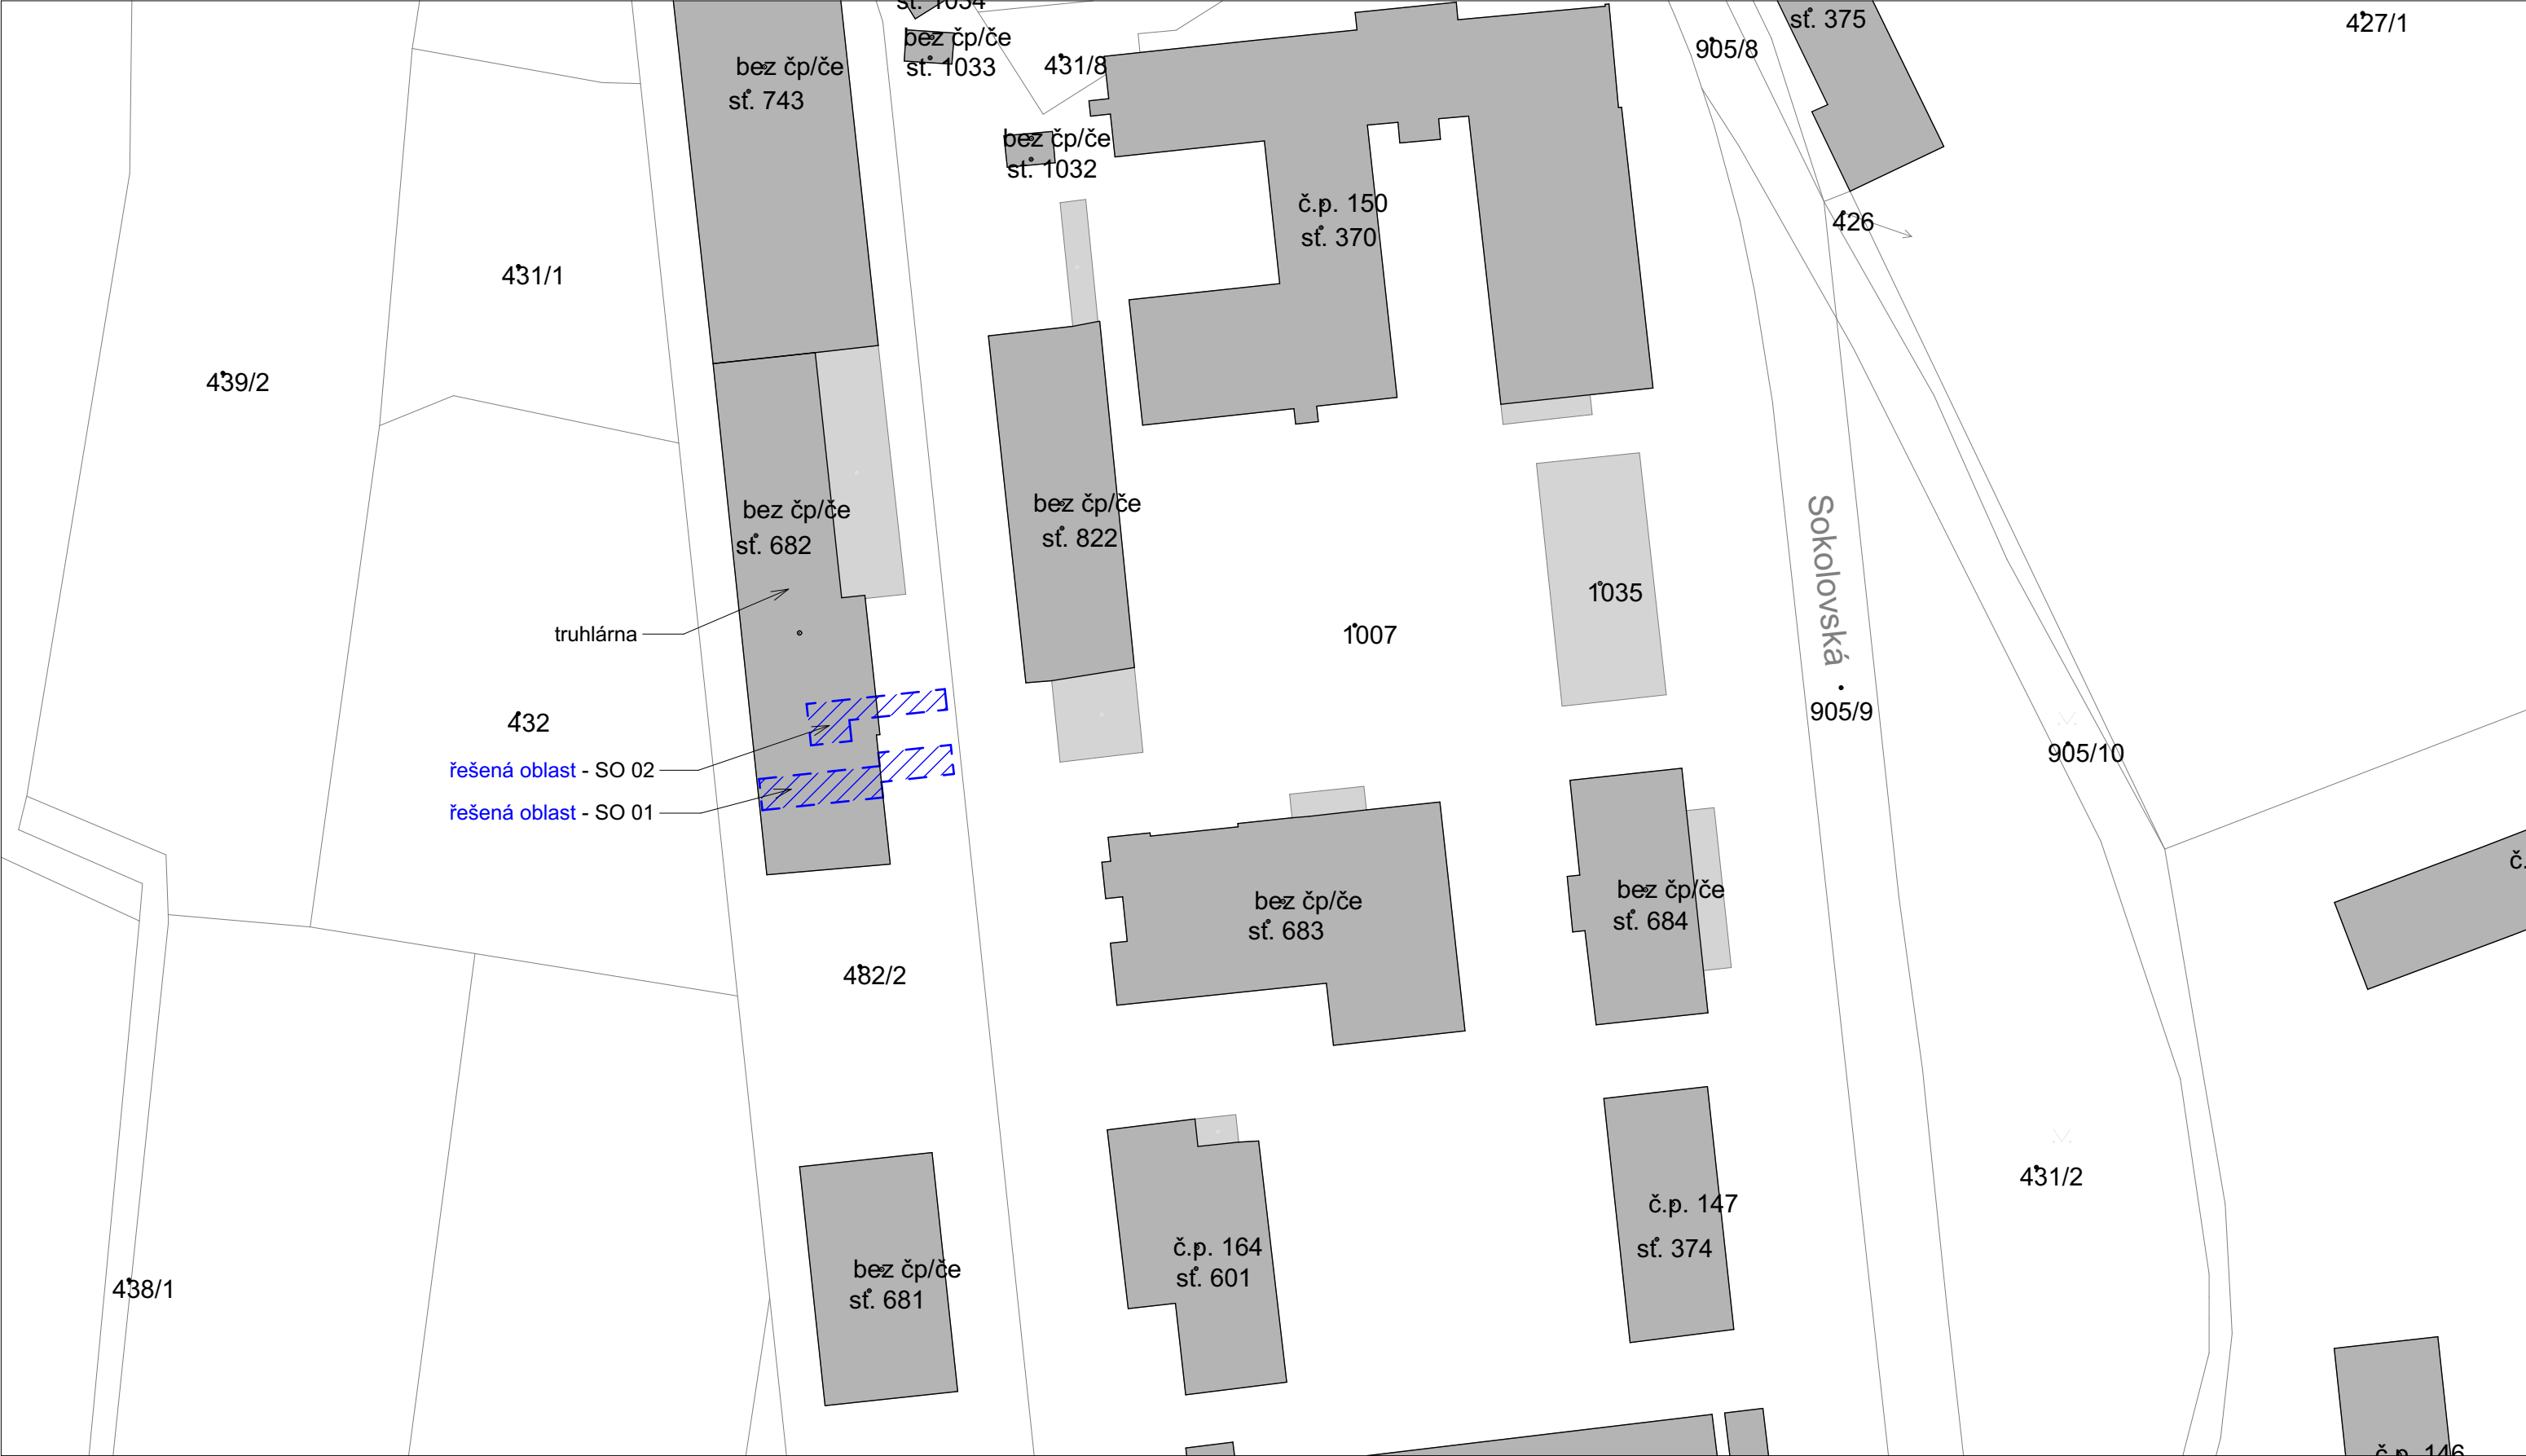 st. 1034
bez čp/če
st. 1033
431/8
bez čp/če
st. 743
bez čp/če
st. 1032
905/8
st. 375
427/1
č.p. 150
st. 370
426
431/1
439/2
bez čp/če
st. 682
bez čp/če
st. 822
truhlárna
1035
1007
Sokolovská
905/9
905/10
432
řešená oblast - SO 02
řešená oblast - SO 01
bez čp/če
st. 683
bez čp/če
st. 684
č.
482/2
431/2
č.p. 147
st. 374
č.p. 164
st. 601
bez čp/če
st. 681
438/1
č.p. 146